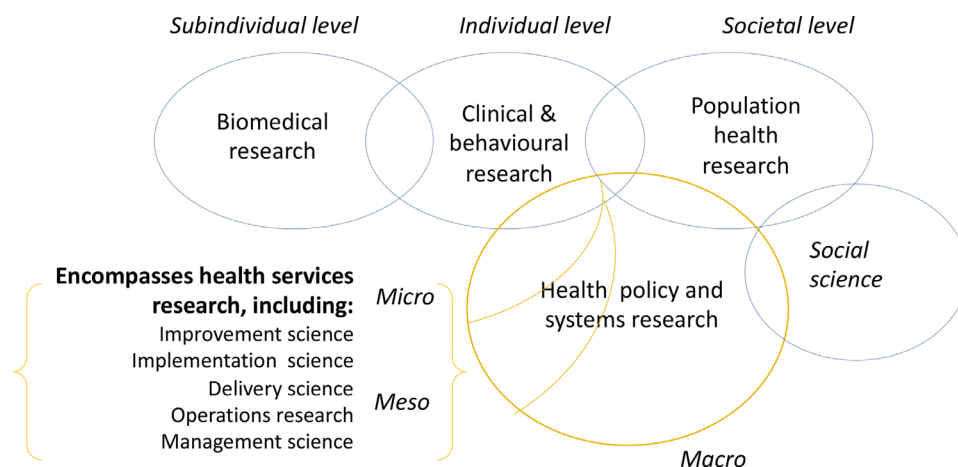 Subindividual level
Individual level
Societal level
Biomedical
research
Clinical &
behavioural
research
Population
health
research
Social
science
Encompasses health services
research, including:
Improvement science
Implementation science
Delivery science
Operations research
Management science
Micro
Meso
Health policy and
systems research
Macro